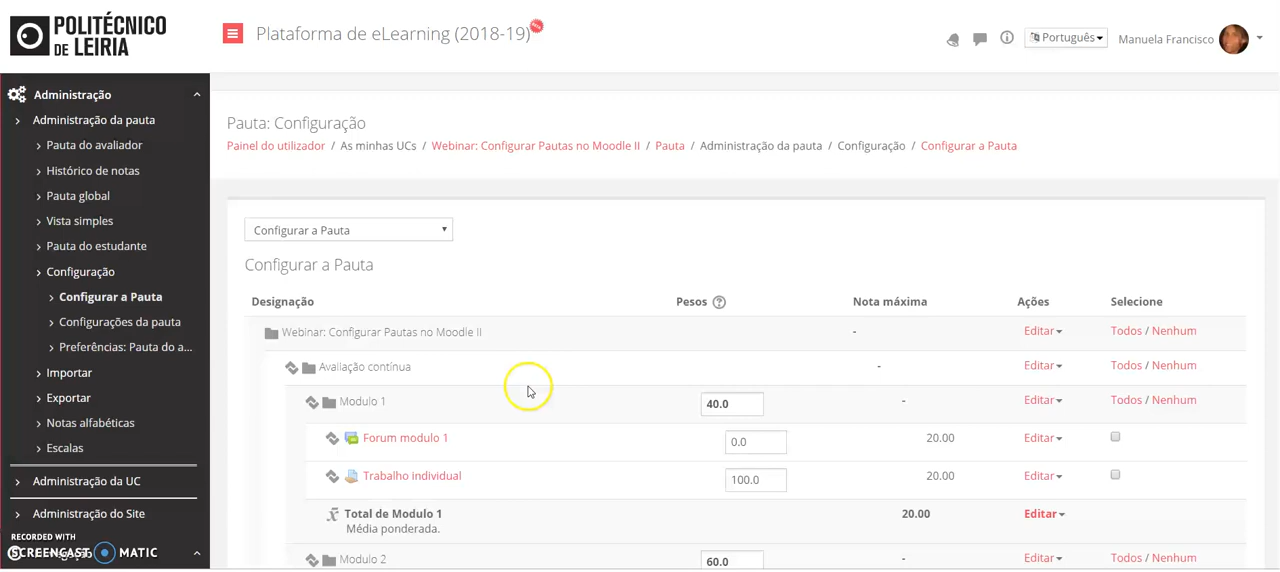 POLITÉCNICO
DE LEIRIA
Plataforma de eLearning (2018-19)
Português
Manuela Francisco
Administração
Administração da pauta
Pauta do avaliador
Histórico de notas
Pauta global
Vista simples
Pauta do estudante
Configuração
Configurar a Pauta
Configurações da pauta
Preferências: Pauta do a...
Importar
Exportar
Notas alfabéticas
Escalas
Administração da UC
Administração do Site
RECORDED WITH
SCREENCAST MATIC
Pauta: Configuração
Painel do utilizador / As minhas UCs / Webinar: Configurar Pautas no Moodle II / Pauta / Administração da pauta / Configuração / Configurar a Pauta
Configurar a Pauta
Configurar a Pauta
Designação Pesos ? Nota máxima Ações Selecione
Webinar: Configurar Pautas no Moodle II - Editar Todos / Nenhum
Avaliação contínua - Editar Todos / Nenhum
Modulo 1 40.0 - Editar Todos / Nenhum
Forum modulo 1 0.0 20.00 Editar
Trabalho individual 100.0 20.00 Editar
Total de Modulo 1 20.00 Editar
Média ponderada.
Modulo 2 60.0 - Editar Todos / Nenhum